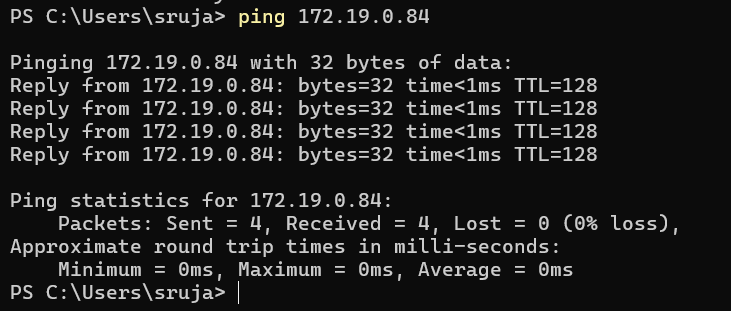 PS C:\Users\sruja> ping 172.19.0.84
Pinging 172.19.0.84 with 32 bytes of data:
Reply from 172.19.0.84: bytes=32 time<1ms TTL=128
Reply from 172.19.0.84: bytes=32 time<1ms TTL=128
Reply from 172.19.0.84: bytes=32 time<1ms TTL=128
Reply from 172.19.0.84: bytes=32 time<1ms TTL=128
Ping statistics for 172.19.0.84:
    Packets: Sent = 4, Received = 4, Lost = 0 (0% loss),
Approximate round trip times in milli-seconds:
    Minimum = 0ms, Maximum = 0ms, Average = 0ms
PS C:\Users\sruja>